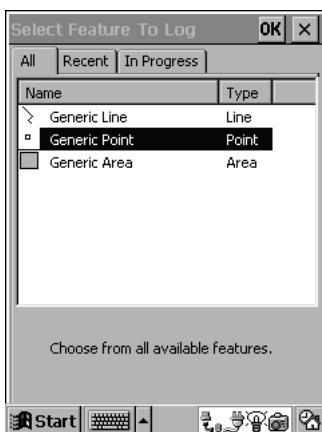 Select Feature To Log OK
All Recent In Progress
Name Type
Generic Line Line
Generic Point Point
Generic Area Area
Choose from all available features.
Start